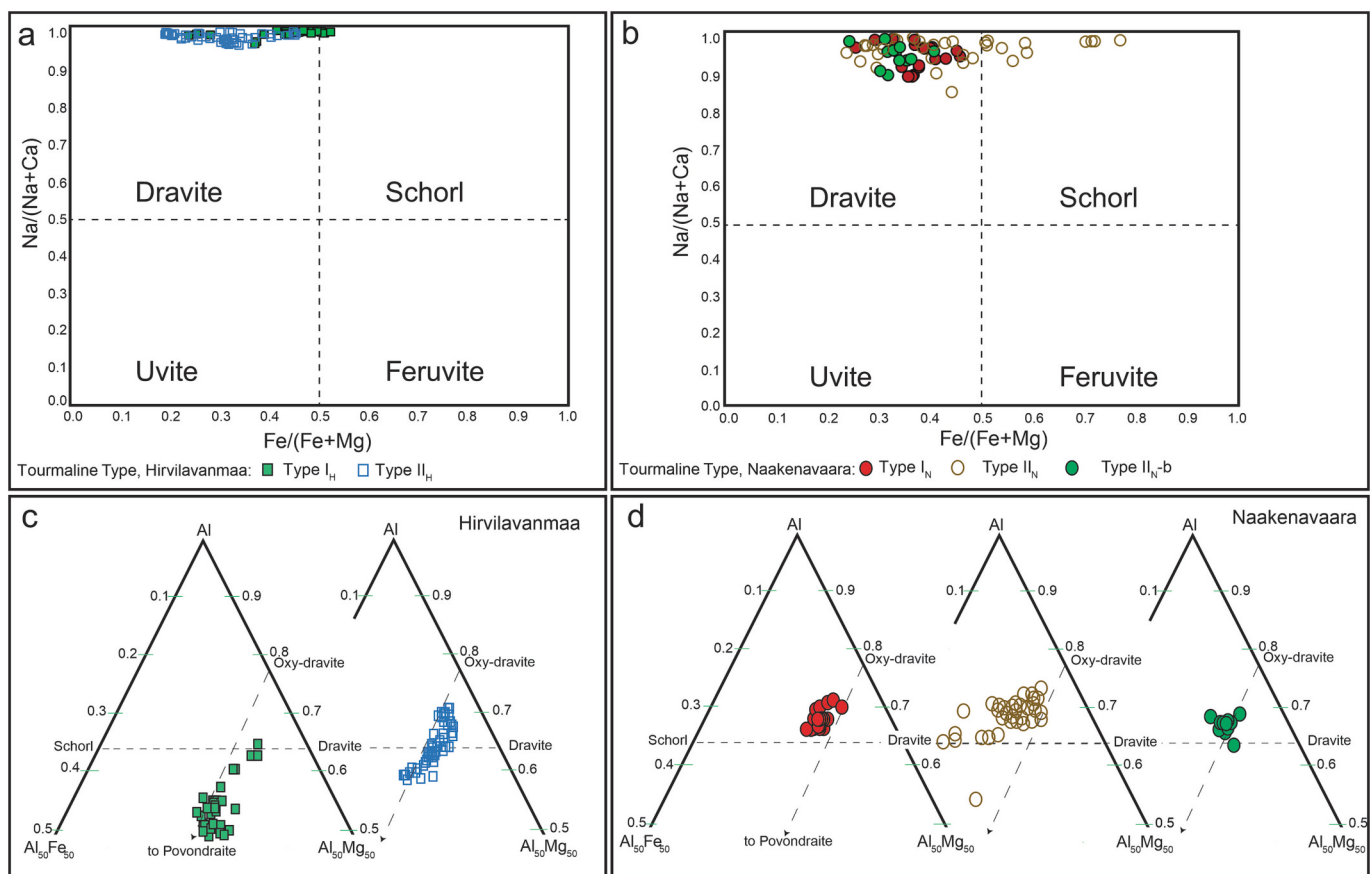 a
Na/(Na+Ca)
1.0
0.9
0.8
0.7
0.6
0.5
0.4
0.3
0.2
0.1
0.0
Dravite Schorl
Uvite Feruvite
0.0 0.1 0.2 0.3 0.4 0.5 0.6 0.7 0.8 0.9 1.0
Fe/(Fe+Mg)
Tourmaline Type, Hirvilavanmaa: Type I_H Type II_H
b
Na/(Na+Ca)
1.0
0.9
0.8
0.7
0.6
0.5
0.4
0.3
0.2
0.1
0.0
Dravite Schorl
Uvite Feruvite
0.0 0.1 0.2 0.3 0.4 0.5 0.6 0.7 0.8 0.9 1.0
Fe/(Fe+Mg)
Tourmaline Type, Naakenavaara: Type I_N Type II_N Type II_N-b
c
Hirvilavanmaa
Al Al
0.1 0.9 0.1 0.9
0.2 0.8 0.8
Oxy-dravite Oxy-dravite
0.3 0.7 0.7
Schorl Dravite Dravite
0.4 0.6 0.6
0.5 0.5 0.5
Al50Fe50 to Povondraite Al50Mg50 Al50Mg50
d
Naakenavaara
Al Al Al
0.1 0.9 0.1 0.9 0.1 0.9
0.2 0.8 0.8 0.8
Oxy-dravite Oxy-dravite Oxy-dravite
0.3 0.7 0.7 0.7
Schorl Dravite Dravite Dravite
0.4 0.6 0.6 0.6
0.5 0.5 0.5
Al50Fe50 to Povondraite Al50Mg50 Al50Mg50 Al50Mg50